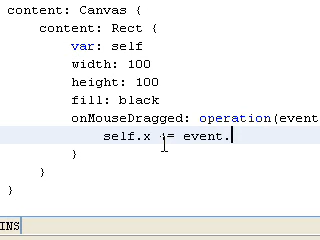 content: Canvas {
content: Rect {
var: self
width: 100
height: 100
fill: black
onMouseDragged: operation(event
self.x += event.
}
}
}
INS